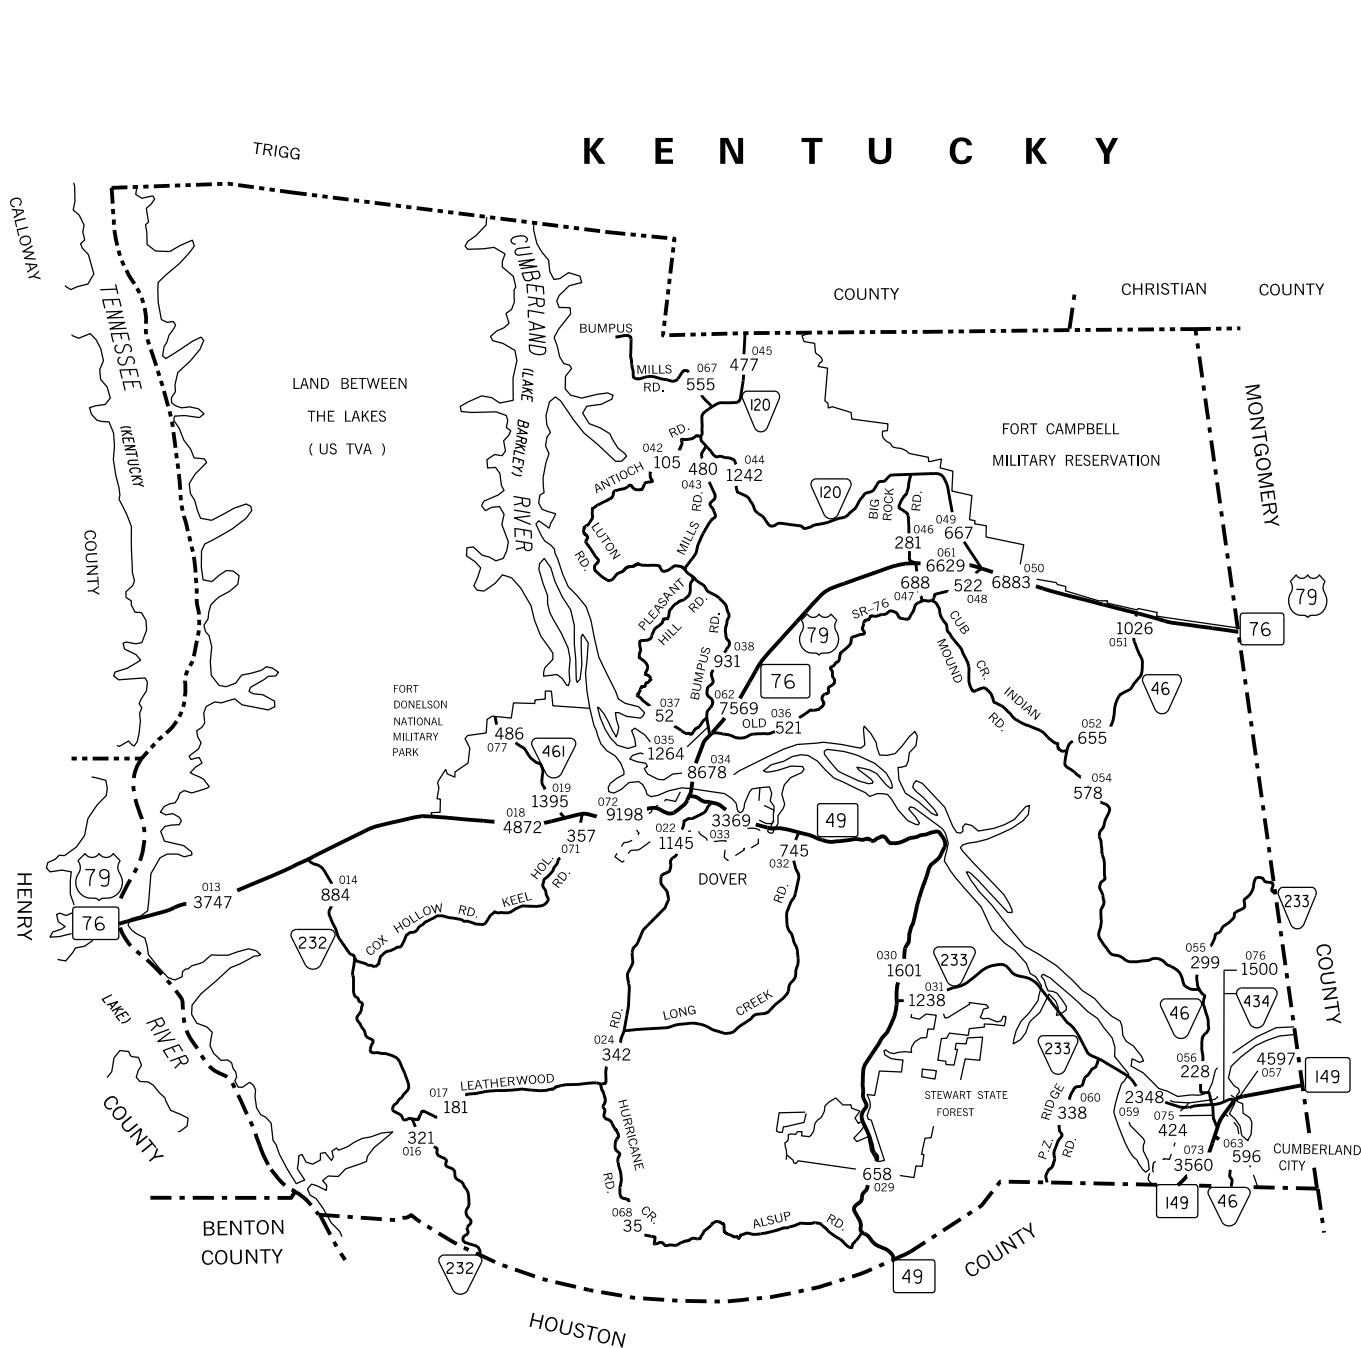 KENTUCKY
TRIGG
CALLOWAY
COUNTY
CHRISTIAN
COUNTY
TENNESSEE
(KENTUCKY
LAND BETWEEN
THE LAKES
( US TVA )
CUMBERLAND
(LAKE
BARKLEY)
RIVER
BUMPUS
MILLS
RD.
067
555
045
477
120
MONTGOMERY
FORT CAMPBELL
MILITARY RESERVATION
042
105
ANTIOCH
RD.
480
043
044
1242
120
BIG
ROCK
RD.
049
667
046
281
061
6629
050
6883
688
047
522
048
COUNTY
LUTON
RD.
MILLS
RD.
PLEASANT
HILL
RD.
BUMPUS
RD.
038
931
SR-76
79
79
76
1026
051
46
CUB
CR.
MOUND
INDIAN
RD.
76
062
7569
037
52
OLD
036
521
035
1264
034
8678
052
655
054
578
FORT
DONELSON
NATIONAL
MILITARY
PARK
486
077
461
019
1395
018
4872
072
9198
357
071
022
1145
3369
033
49
745
032
DOVER
79
HENRY
76
013
3747
014
884
232
COX HOLLOW RD.
KEEL
HOL.
RD.
RD.
233
COUNTY
055
299
076
1500
030
1601
233
031
1238
46
434
LAKE)
RIVER
COUNTY
RD.
LONG
CREEK
024
342
233
056
228
4597
057
149
017
181
LEATHERWOOD
STEWART STATE
FOREST
RIDGE
P.Z.
RD.
060
338
2348
059
075
424
321
016
HURRICANE
RD.
658
029
073
3560
063
596
CUMBERLAND
CITY
149
46
068
35
CR.
ALSUP
RD.
BENTON
COUNTY
232
49
COUNTY
HOUSTON